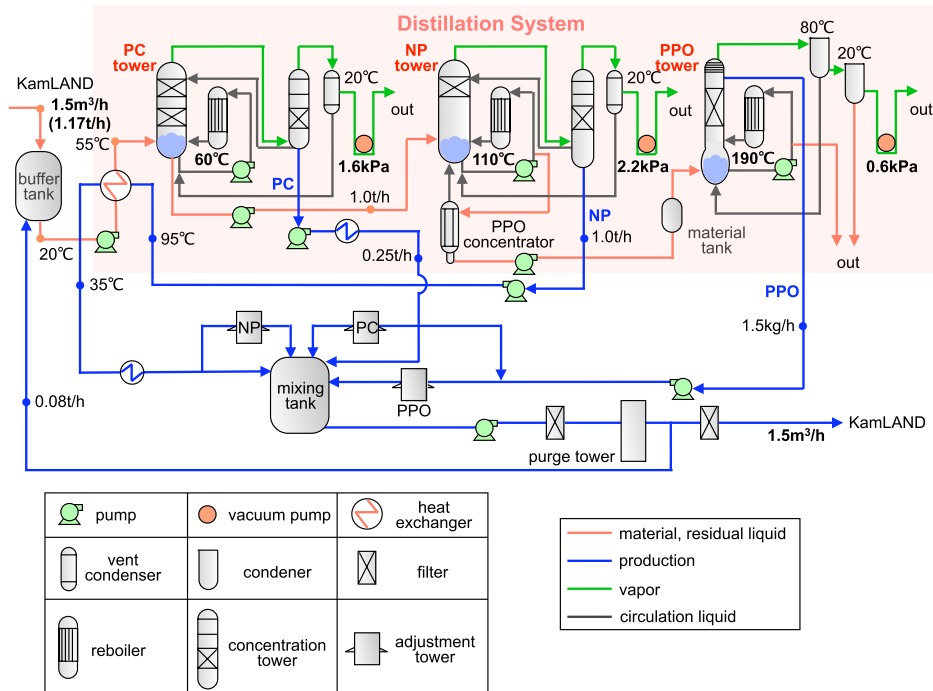 Distillation System
PC
tower
NP
tower
PPO
tower
80℃
20℃
20℃
20℃
KamLAND
1.5m³/h
(1.17t/h)
out
out
out
55℃
60℃
110℃
190℃
1.6kPa
2.2kPa
0.6kPa
buffer
tank
PC
1.0t/h
NP
PPO
concentrator
material
tank
20℃
95℃
0.25t/h
1.0t/h
out
35℃
PPO
1.5kg/h
NP
PC
mixing
tank
PPO
0.08t/h
KamLAND
1.5m³/h
purge tower
pump
vacuum pump
heat
exchanger
vent
condenser
condener
filter
reboiler
concentration
tower
adjustment
tower
material, residual liquid
production
vapor
circulation liquid